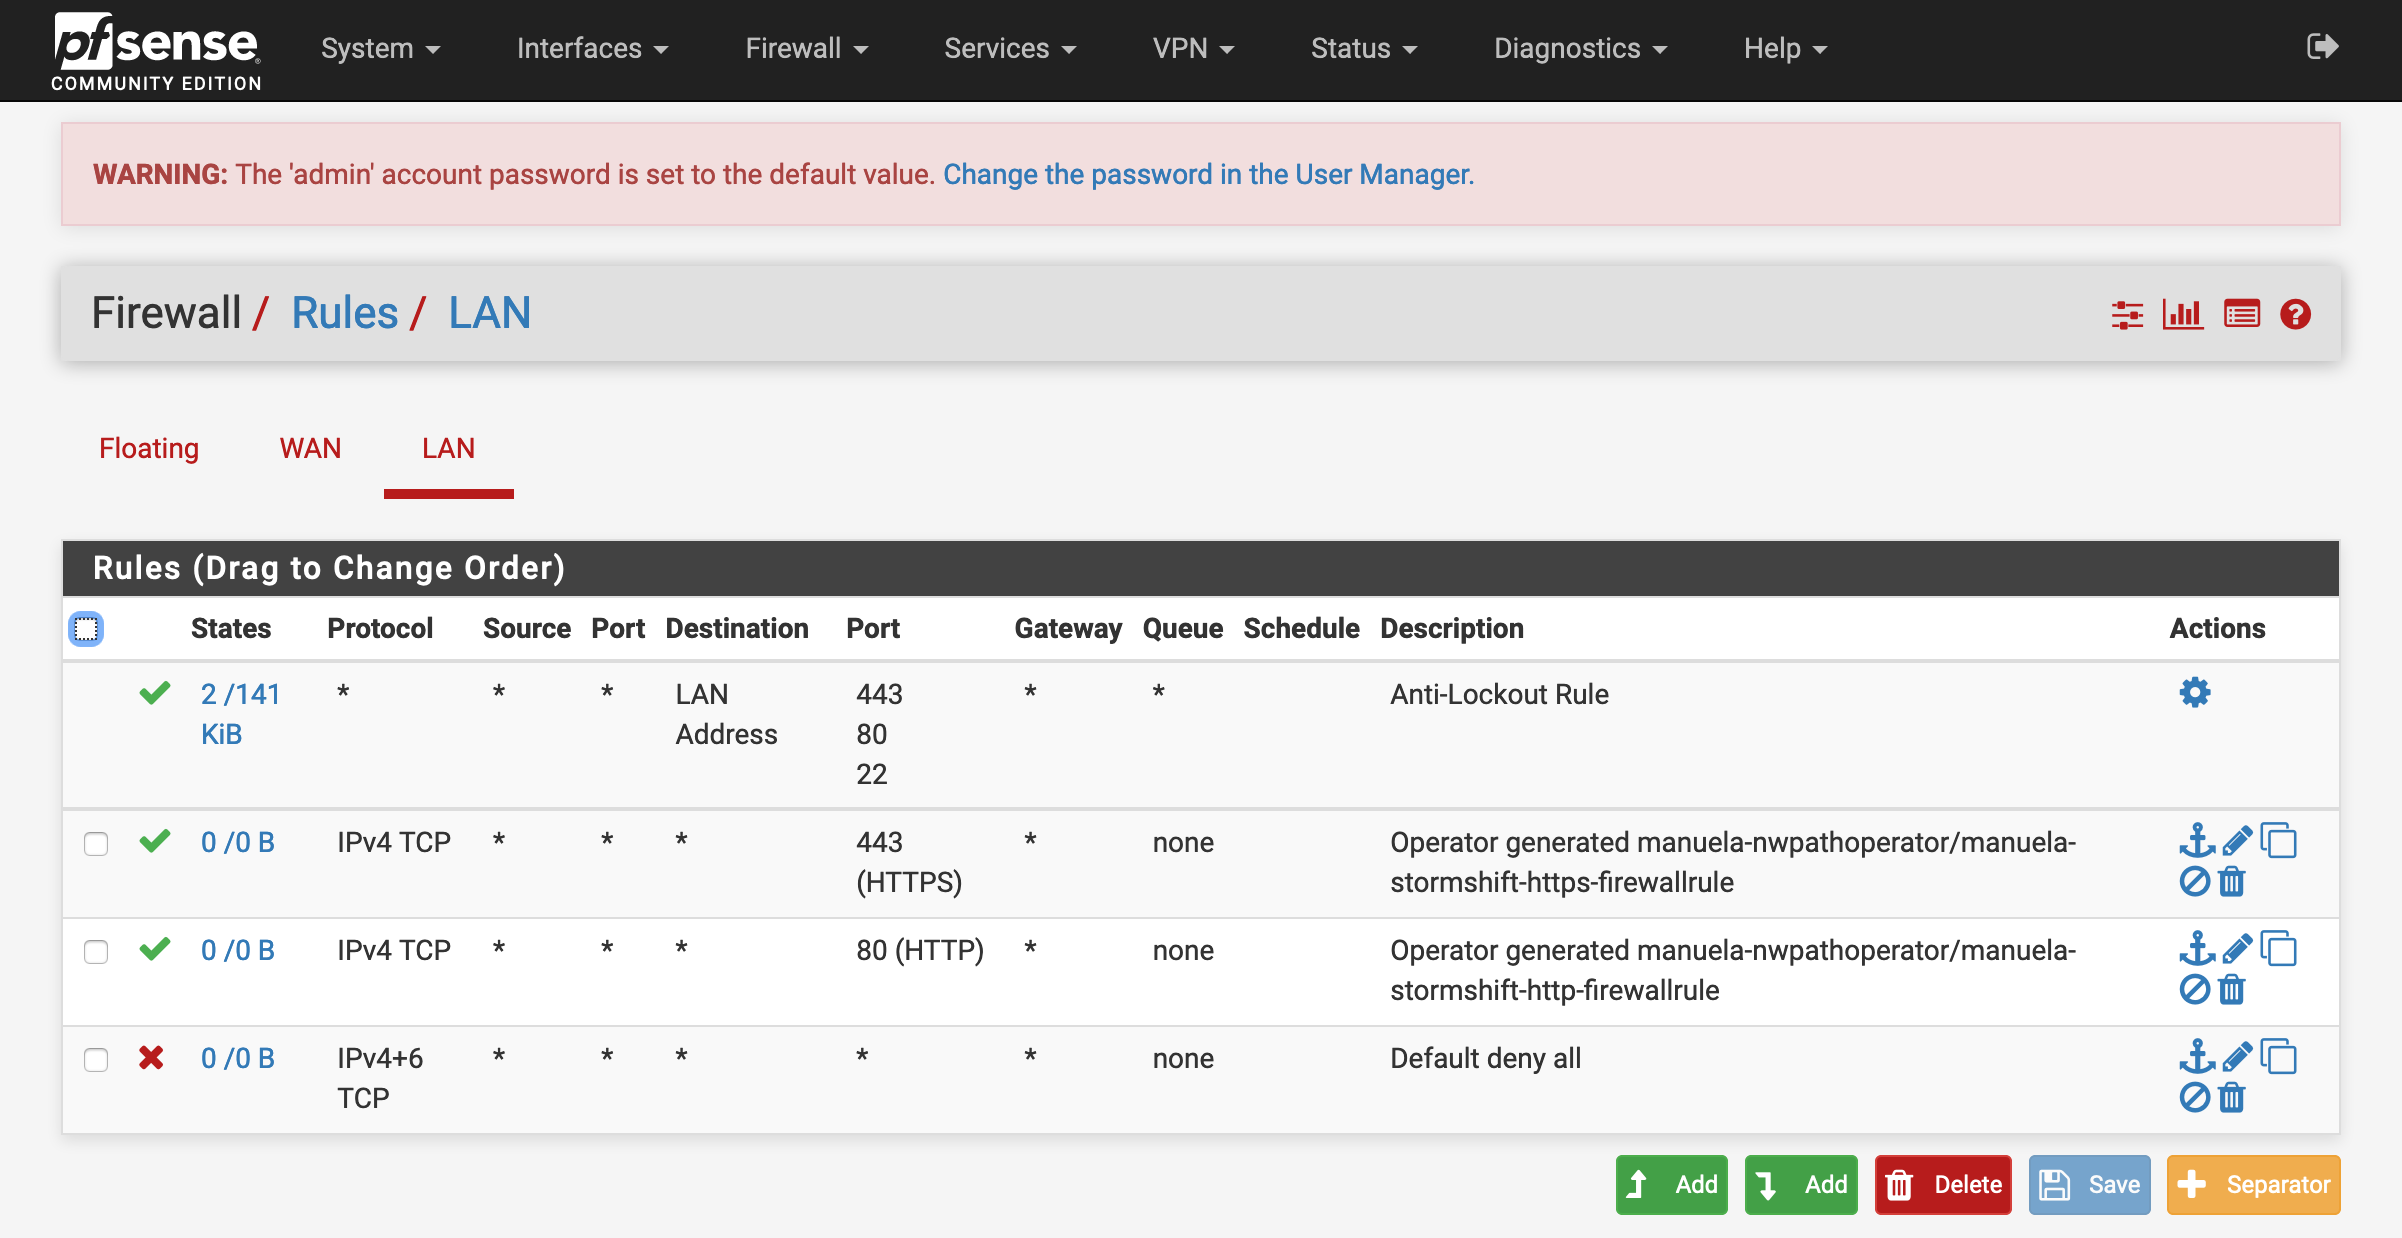 pfsense
COMMUNITY EDITION
System Interfaces Firewall Services VPN Status Diagnostics Help
WARNING: The 'admin' account password is set to the default value. Change the password in the User Manager.
Firewall / Rules / LAN
Floating WAN LAN
Rules (Drag to Change Order)
States Protocol Source Port Destination Port Gateway Queue Schedule Description Actions
2 /141 * * * LAN 443 * * Anti-Lockout Rule
KiB Address 80
22
0 /0 B IPv4 TCP * * * 443 * none Operator generated manuela-nwpathoperator/manuela-
(HTTPS) stormshift-https-firewallrule
0 /0 B IPv4 TCP * * * 80 (HTTP) * none Operator generated manuela-nwpathoperator/manuela-
stormshift-http-firewallrule
0 /0 B IPv4+6 * * * * * none Default deny all
TCP
Add Add Delete Save Separator